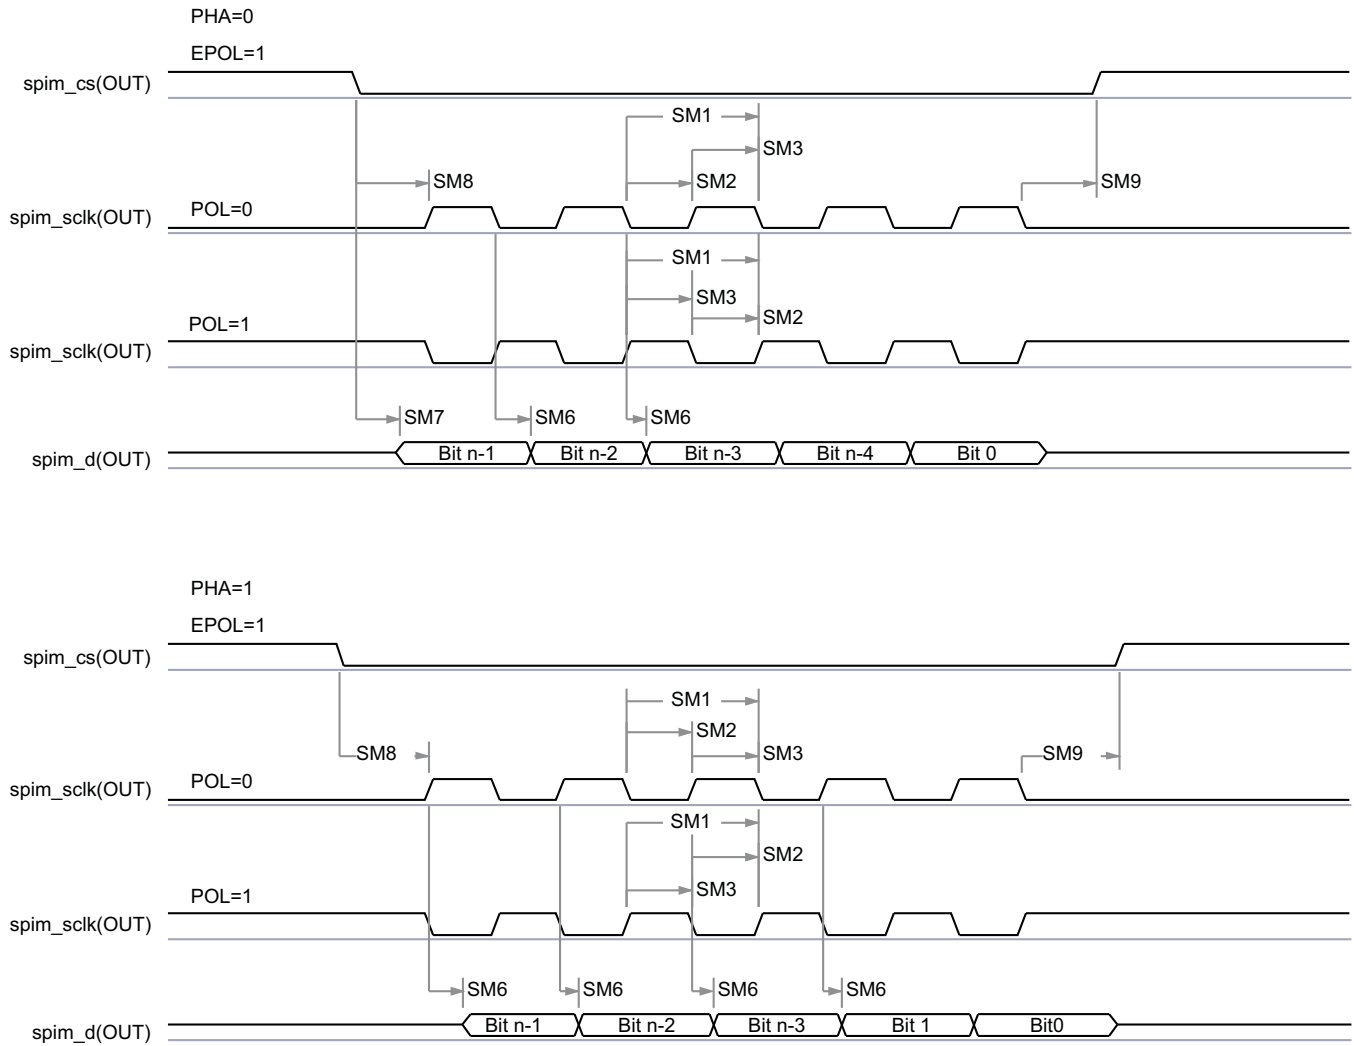 PHA=0
EPOL=1
spim_cs(OUT)
SM1
SM3
SM8
SM2
SM9
POL=0
spim_sclk(OUT)
SM1
SM3
SM2
POL=1
spim_sclk(OUT)
SM7
SM6
SM6
spim_d(OUT)
Bit n-1
Bit n-2
Bit n-3
Bit n-4
Bit 0
PHA=1
EPOL=1
spim_cs(OUT)
SM1
SM2
SM8
SM3
SM9
POL=0
spim_sclk(OUT)
SM1
SM2
SM3
POL=1
spim_sclk(OUT)
SM6
SM6
SM6
SM6
spim_d(OUT)
Bit n-1
Bit n-2
Bit n-3
Bit 1
Bit0